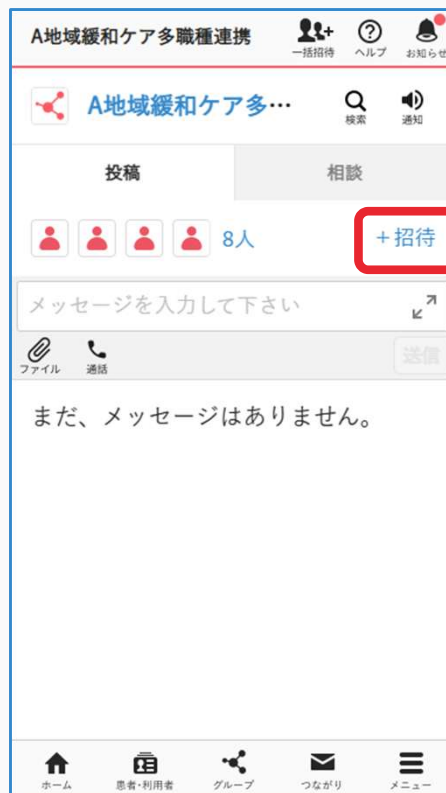 A地域緩和ケア多職種連携
一括招待 ヘルプ お知らせ
A地域緩和ケア多…
検索 通知
投稿 相談
8人 +招待
メッセージを入力して下さい
ファイル 通話 送信
まだ、メッセージはありません。
ホーム 患者・利用者 グループ つながり メニュー